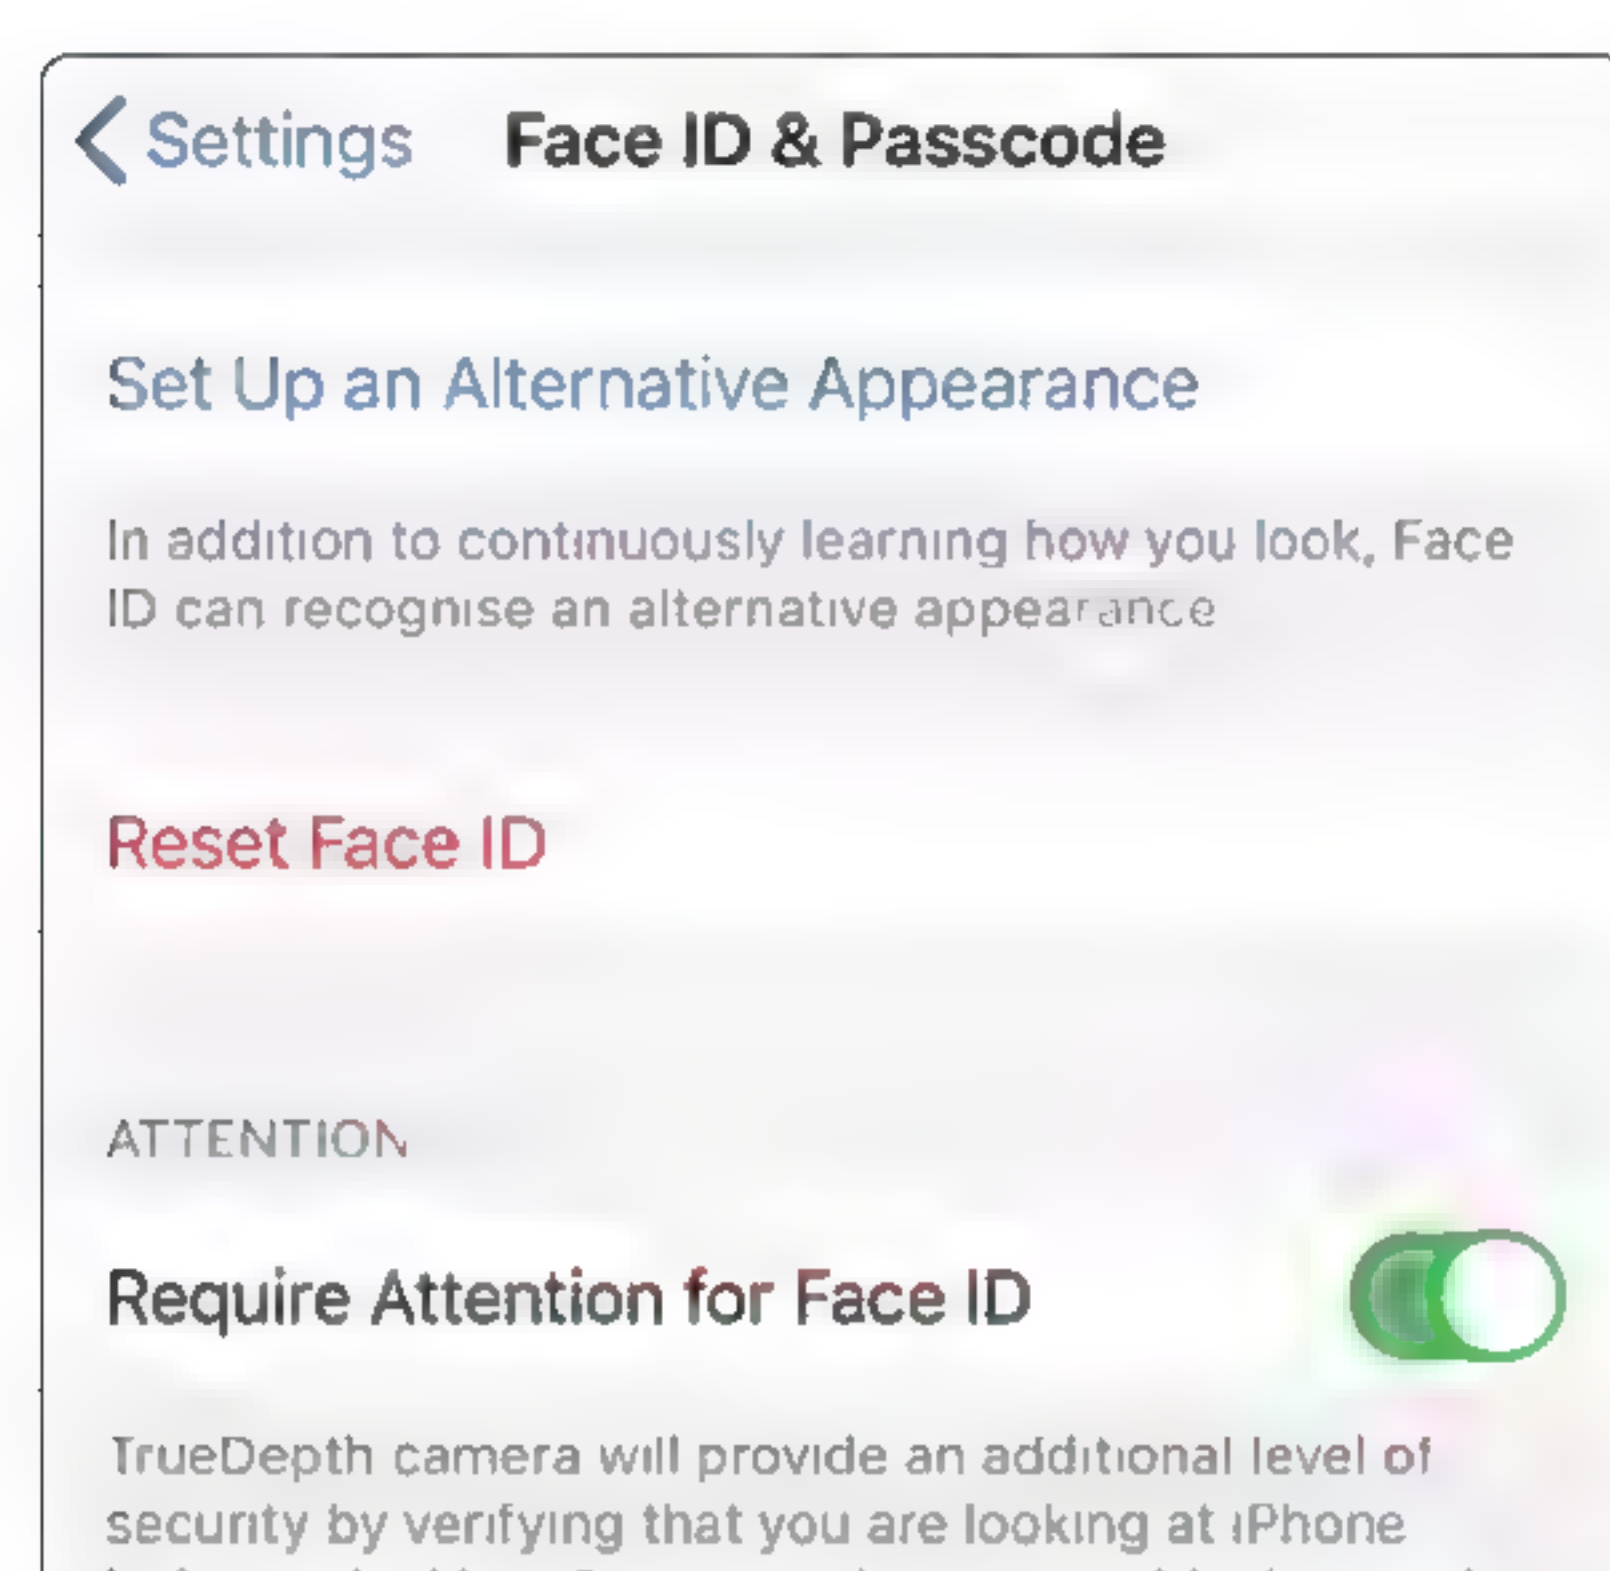 Settings
Face ID & Passcode
Set Up an Alternative Appearance
In addition to continuously learning how you look, Face
ID can recognise an alternative appearance
Reset Face ID
ATTENTION
Require Attention for Face ID
TrueDepth camera will provide an additional level of
security by verifying that you are looking at iPhone